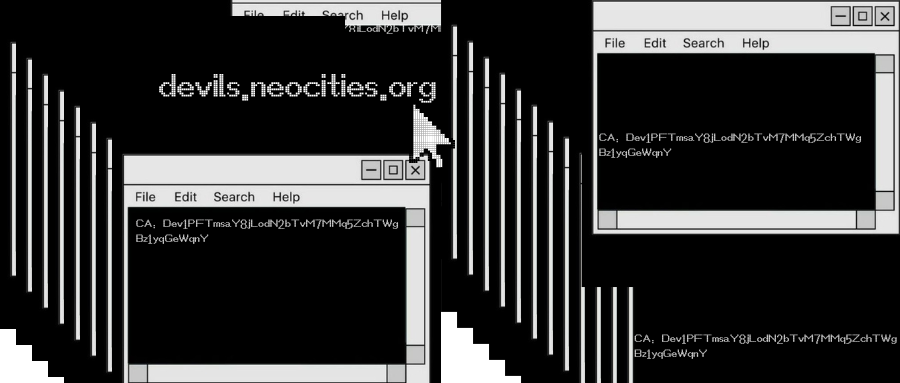 File Edit Search Help
Y8jLodN2bTvM7M
devils.neocities.org
File Edit Search Help
CA; Dev1PFTmsaY8jLodN2bTvM7MMq5ZchTWg
Bz1yqGeWqnY
File Edit Search Help
CA; Dev1PFTmsaY8jLodN2bTvM7MMq5ZchTWg
Bz1yqGeWqnY
CA; Dev1PFTmsaY8jLodN2bTvM7MMq5ZchTWg
Bz1yqGeWqnY